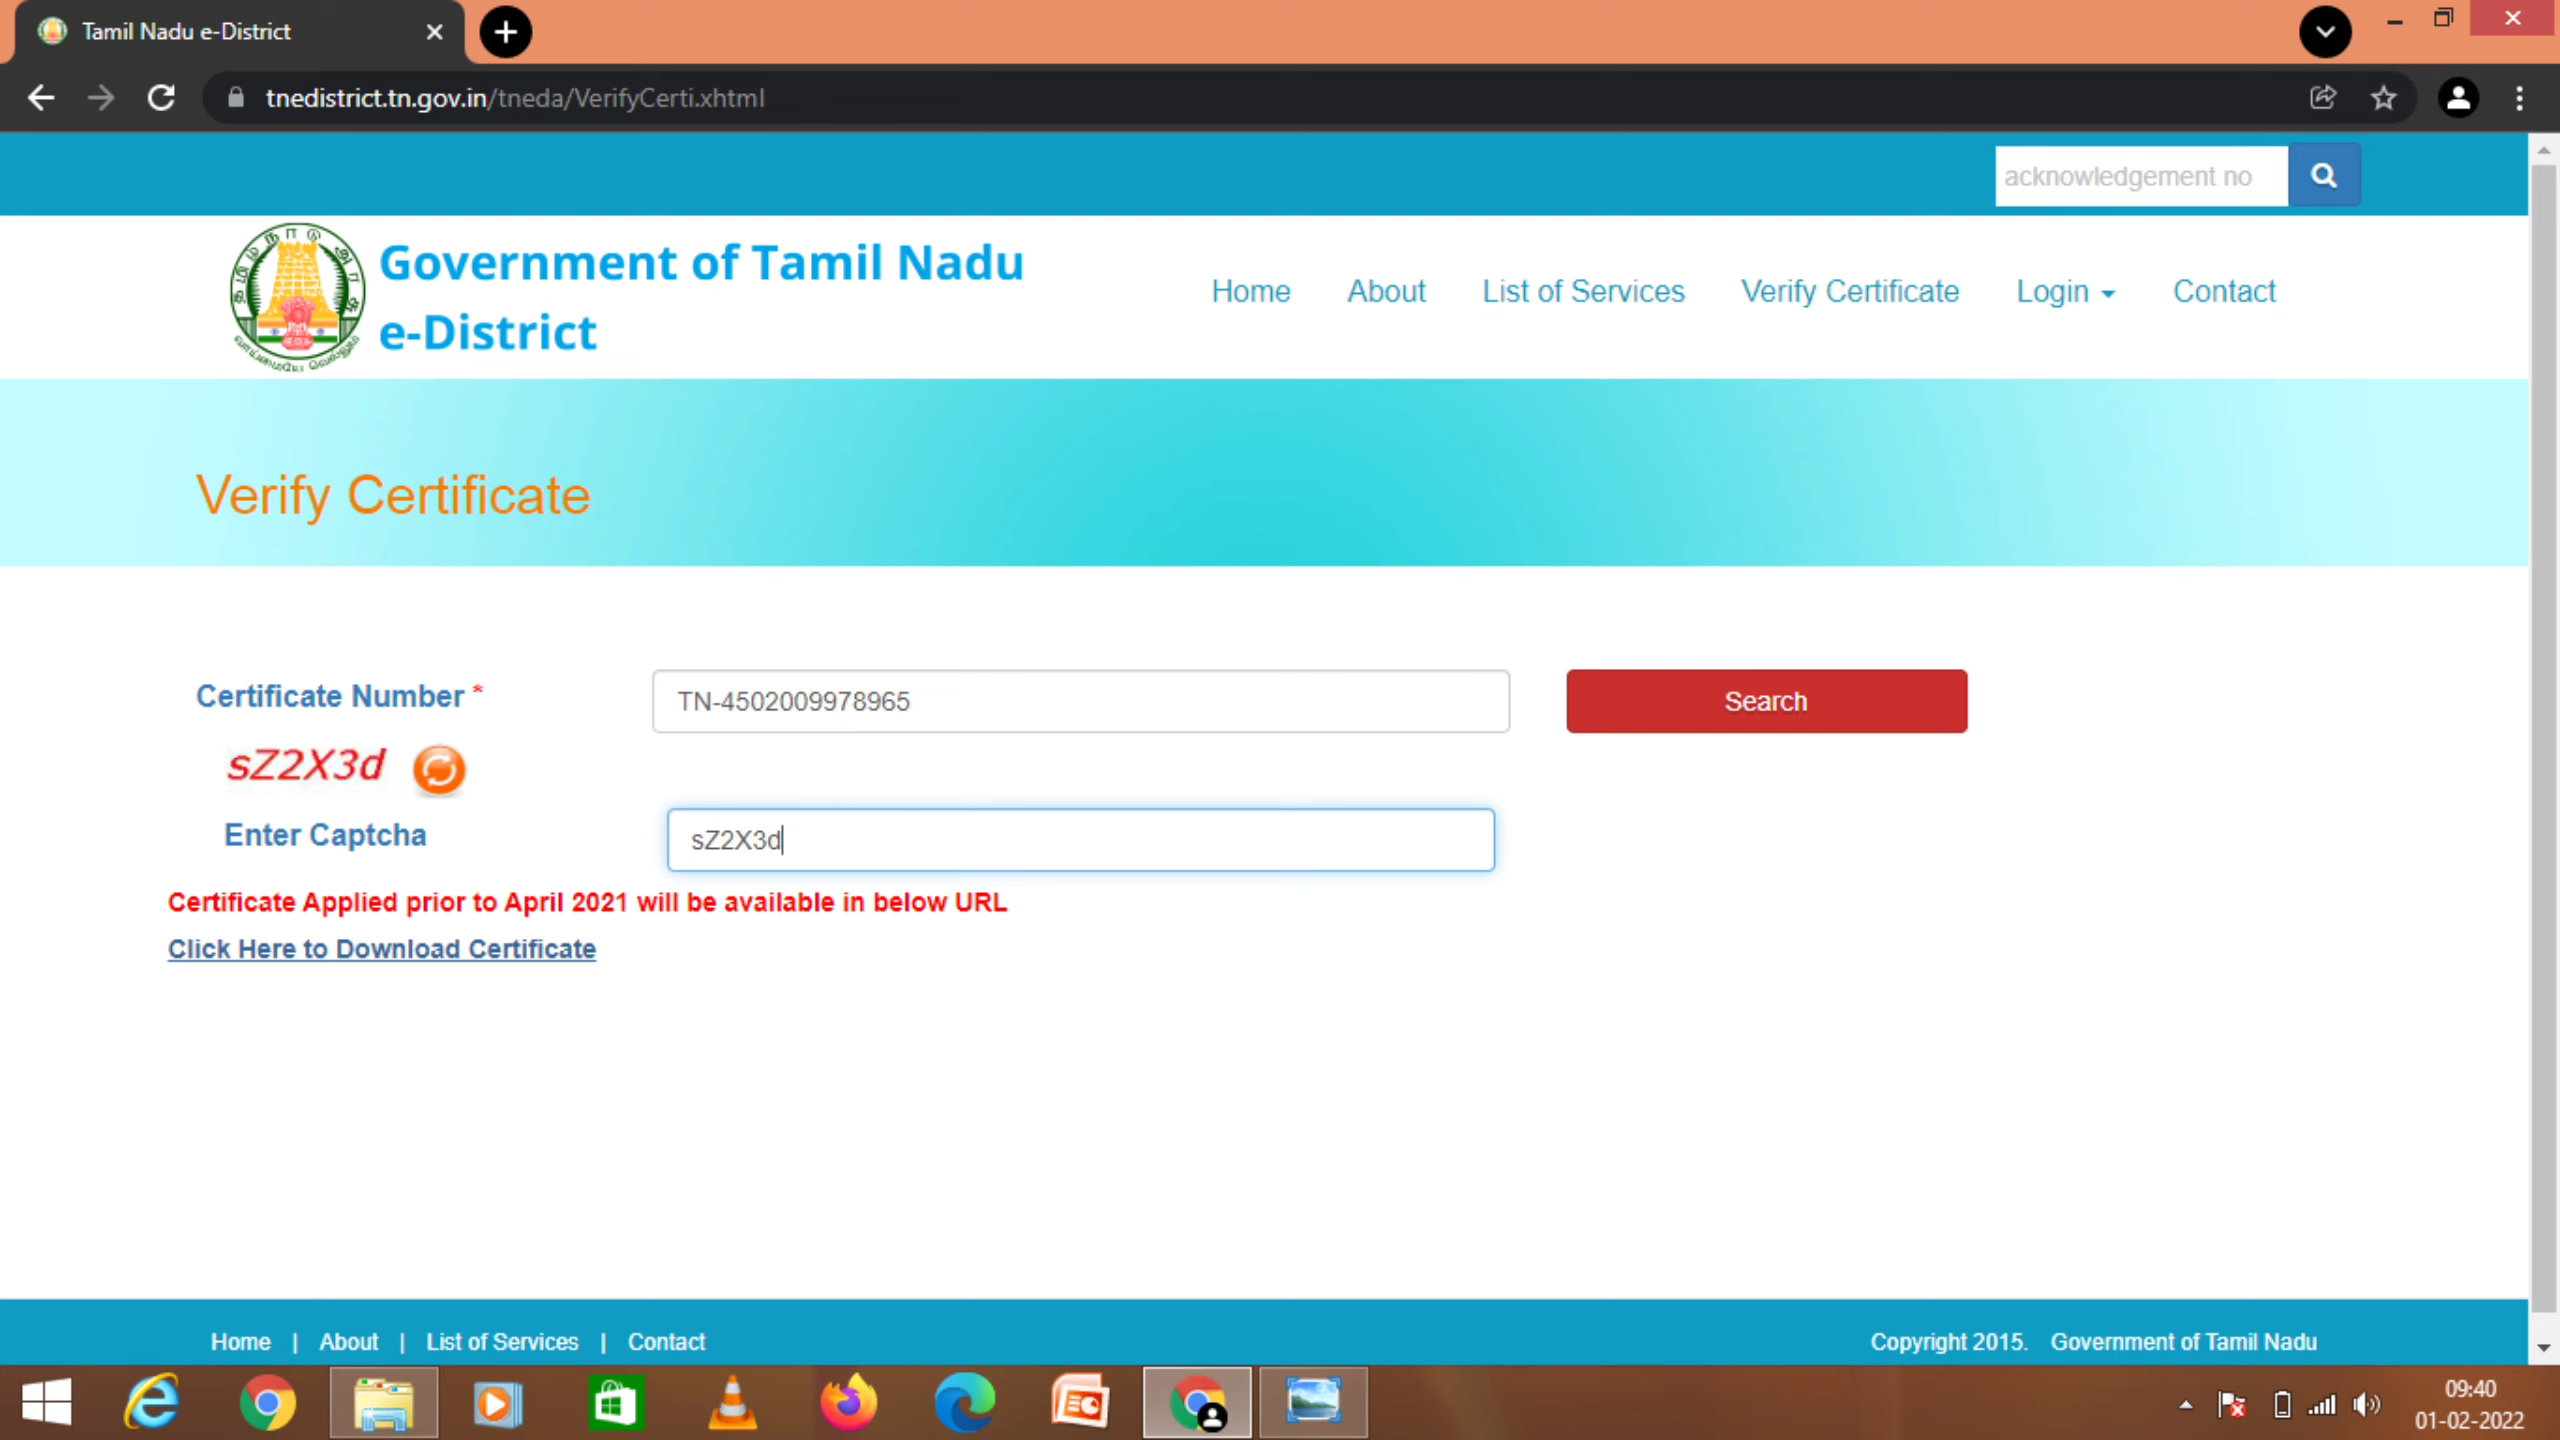 Tamil Nadu e-District
tnedistrict.tn.gov.in/tneda/VerifyCerti.xhtml
acknowledgement no
Government of Tamil Nadu
e-District
Home About List of Services Verify Certificate Login Contact
Verify Certificate
Certificate Number * TN-4502009978965 Search
sZ2X3d
Enter Captcha sZ2X3d
Certificate Applied prior to April 2021 will be available in below URL
Click Here to Download Certificate
Home | About | List of Services | Contact Copyright 2015. Government of Tamil Nadu
09:40
01-02-2022